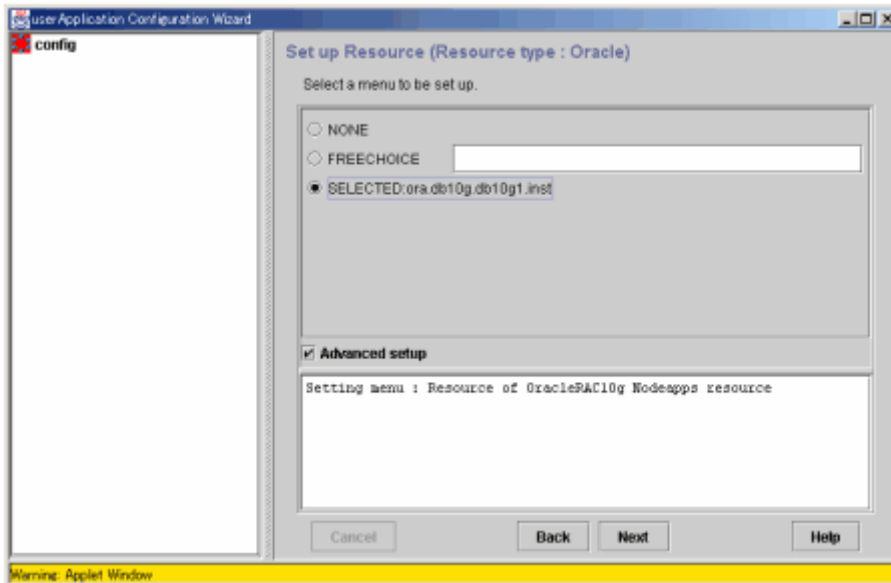 userApplication Configuration Wizard
config
Set up Resource (Resource type : Oracle)
Select a menu to be set up.
NONE
FREECHOICE
SELECTED:ora.db10g.db10g1.inst
Advanced setup
Setting menu : Resource of OracleRAC10g Nodeapps resource
Cancel Back Next Help
Warning: Applet Window